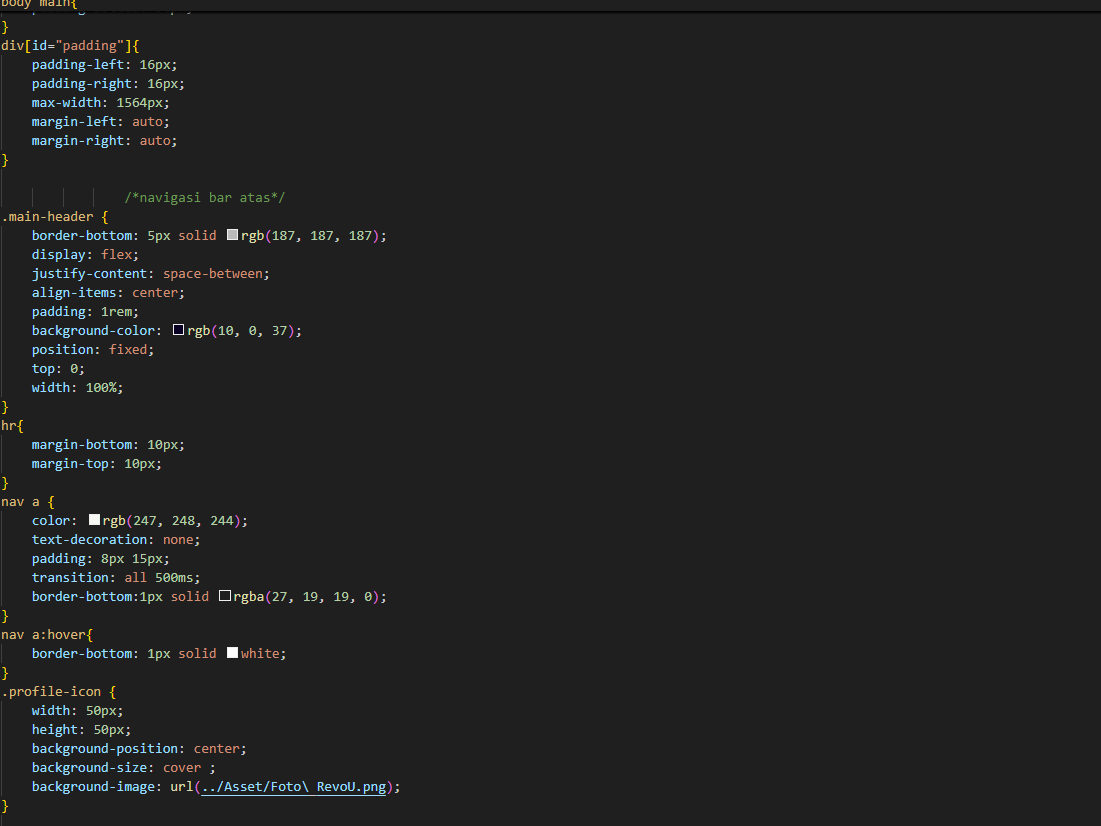 body main{
}
div[id="padding"]{
    padding-left: 16px;
    padding-right: 16px;
    max-width: 1564px;
    margin-left: auto;
    margin-right: auto;
}
/*navigasi bar atas*/
.main-header {
    border-bottom: 5px solid rgb(187, 187, 187);
    display: flex;
    justify-content: space-between;
    align-items: center;
    padding: 1rem;
    background-color: rgb(10, 0, 37);
    position: fixed;
    top: 0;
    width: 100%;
}
hr{
    margin-bottom: 10px;
    margin-top: 10px;
}
nav a {
    color: rgb(247, 248, 244);
    text-decoration: none;
    padding: 8px 15px;
    transition: all 500ms;
    border-bottom:1px solid rgba(27, 19, 19, 0);
}
nav a:hover{
    border-bottom: 1px solid white;
}
.profile-icon {
    width: 50px;
    height: 50px;
    background-position: center;
    background-size: cover ;
    background-image: url(../Asset/Foto\ RevoU.png);
}